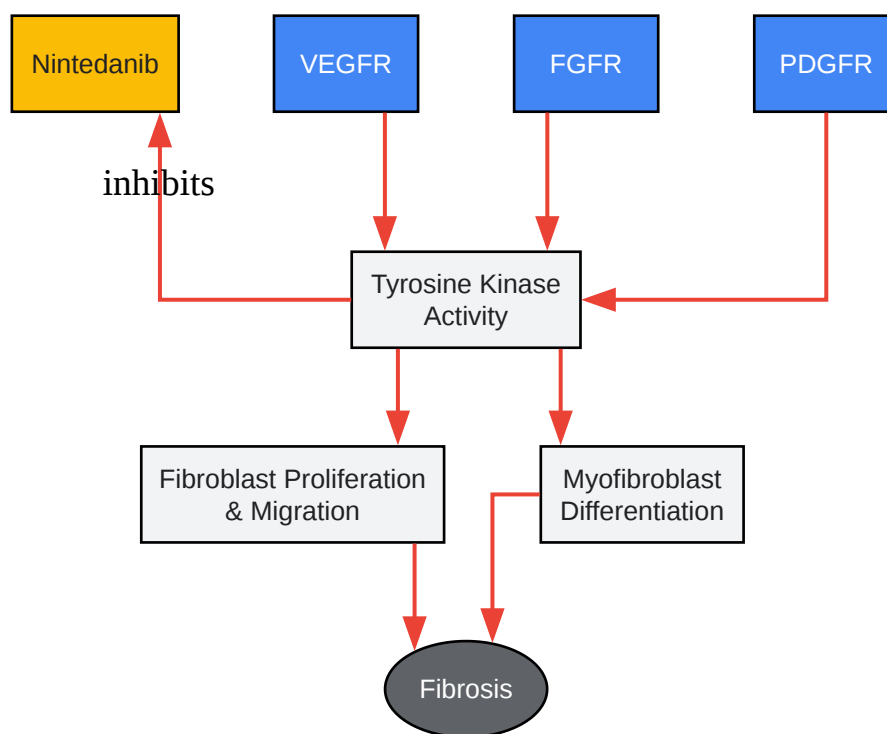 Nintedanib
VEGFR
FGFR
PDGFR
inhibits
Tyrosine Kinase
Activity
Fibroblast Proliferation
& Migration
Myofibroblast
Differentiation
Fibrosis